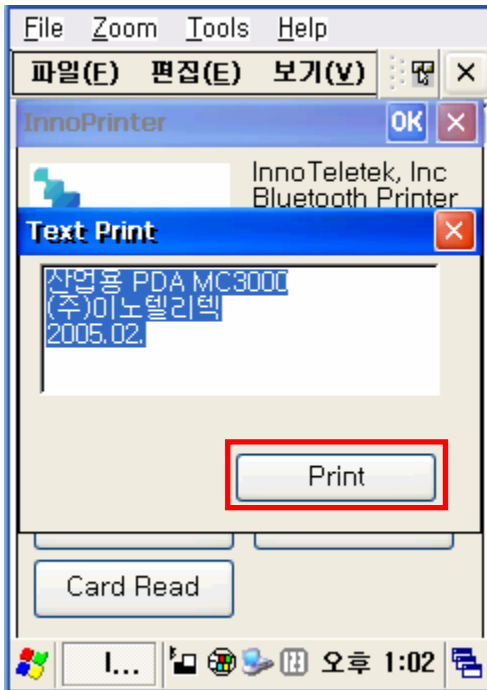 File Zoom Tools Help
파일(F) 편집(E) 보기(V)
InnoPrinter OK
InnoTeletek, Inc
Bluetooth Printer
Text Print
산업용 PDA MC3000
(주)이노텔리텍
2005.02.
Print
Card Read
I... 오후 1:02